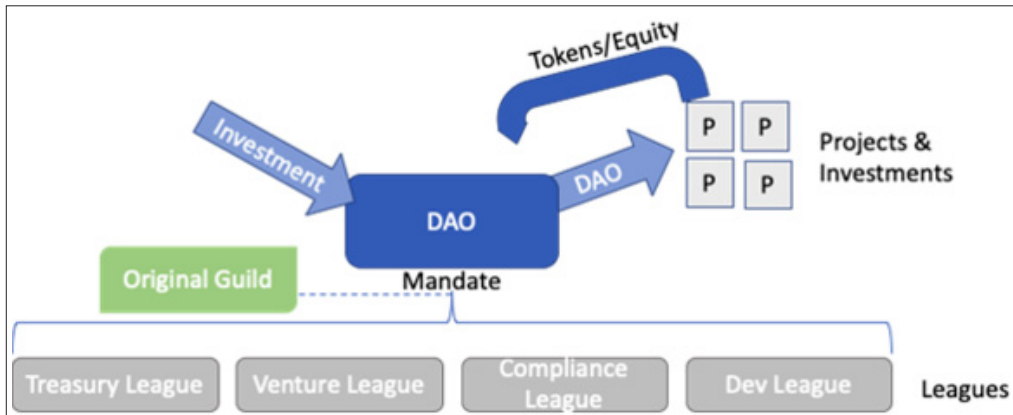 Tokens/Equity
Investment
DAO
P P
P P
Projects &
Investments
DAO
Original Guild
Mandate
Treasury League
Venture League
Compliance
League
Dev League
Leagues